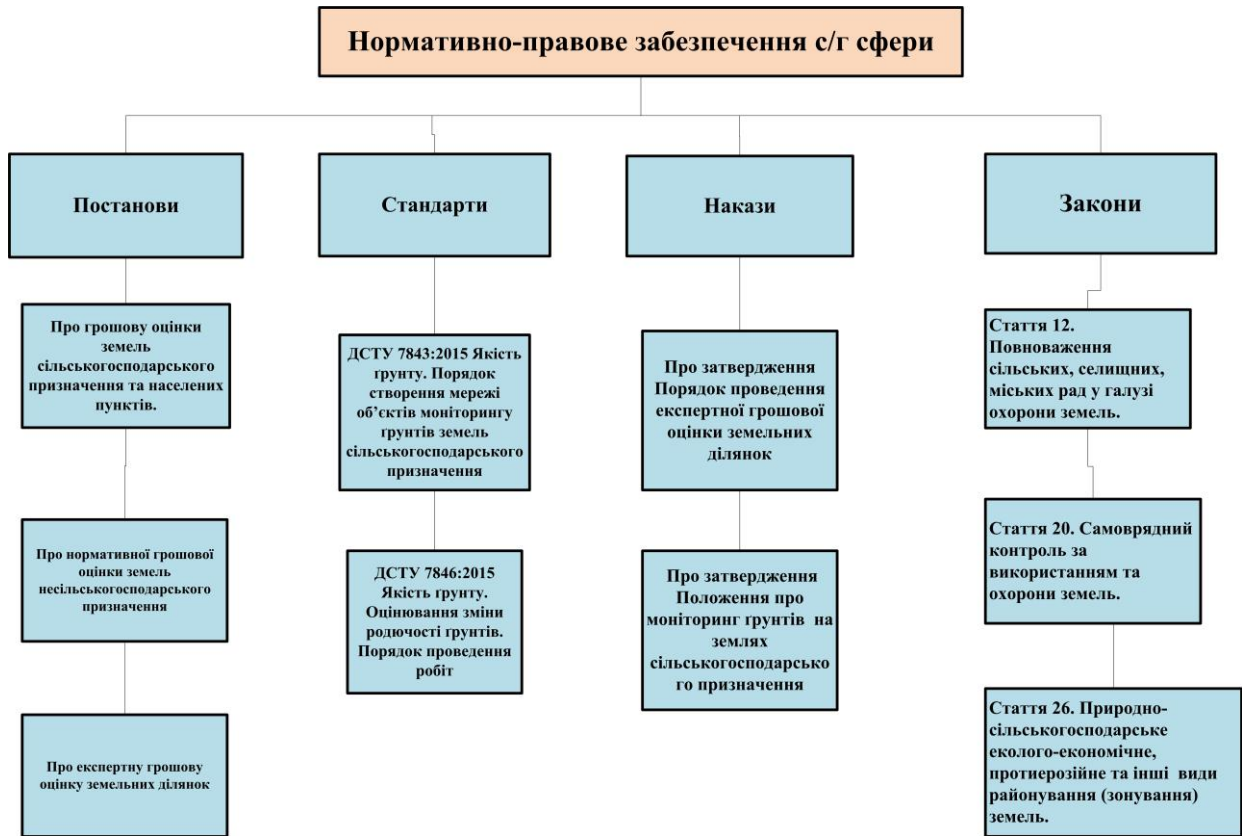 Нормативно-правове забезпечення с/г сфери
Постанови
Стандарти
Накази
Закони
Про грошову оцінки
земель
сільськогосподарського
призначення та населених
пунктів.
Про нормативної грошової
оцінки земель
несільськогосподарського
призначення
Про експертну грошову
оцінку земельних ділянок
ДСТУ 7843:2015 Якість
ґрунту. Порядок
створення мережі
об’єктів моніторингу
ґрунтів земель
сільськогосподарського
призначення
ДСТУ 7846:2015
Якість ґрунту.
Оцінювання зміни
родючості ґрунтів.
Порядок проведення
робіт
Про затвердження
Порядок проведення
експертної грошової
оцінки земельних
ділянок
Про затвердження
Положення про
моніторинг ґрунтів на
землях
сільськогосподарсько
го призначення
Стаття 12.
Повноваження
сільських, селищних,
міських рад у галузі
охорони земель.
Стаття 20. Самоврядний
контроль за
використанням та
охорони земель.
Стаття 26. Природно-
сільськогосподарське
еколого-економічне,
протиерозійне та інші види
районування (зонування)
земель.